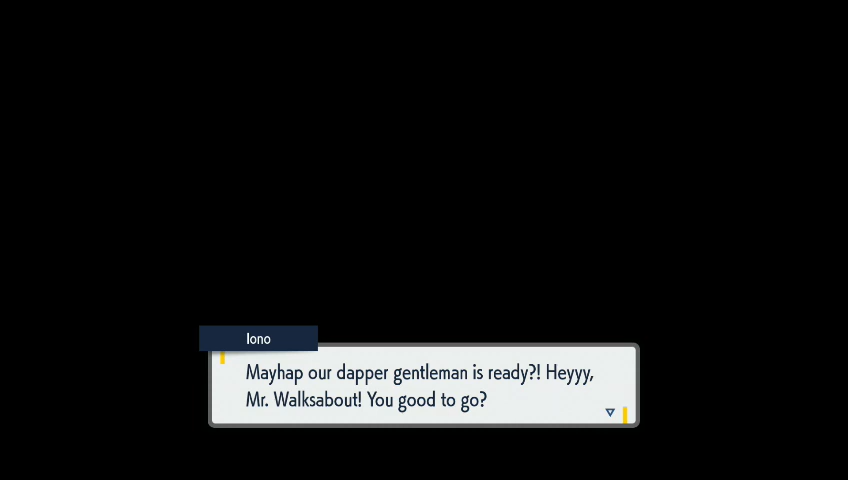 Iono
Mayhap our dapper gentleman is ready?! Heyyy,
Mr. Walksabout! You good to go?